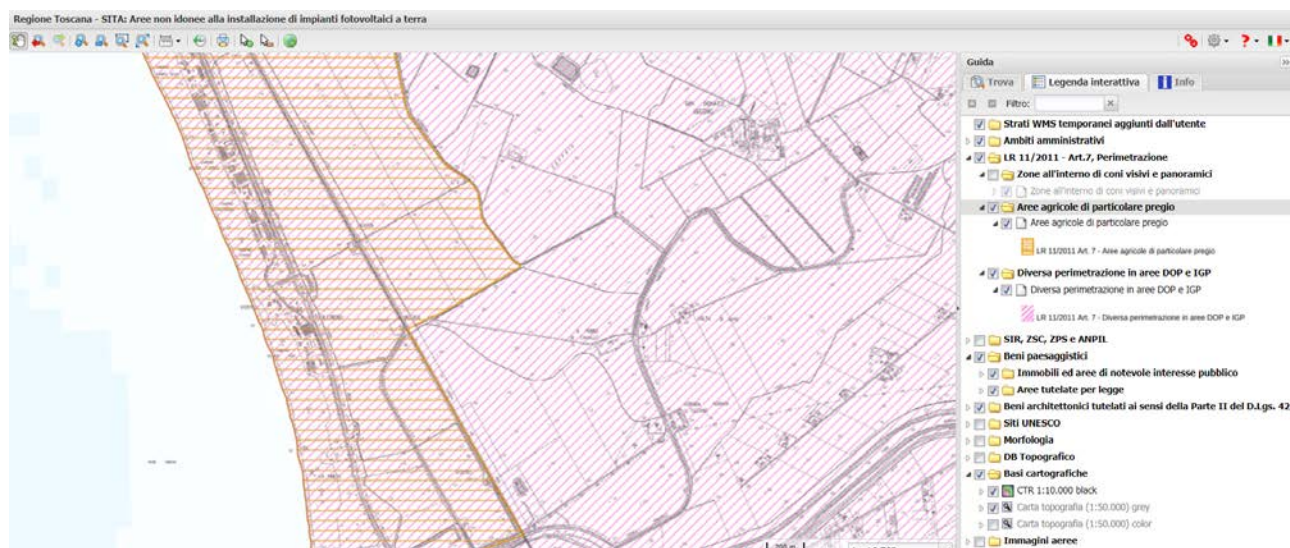 Regione Toscana - SITA: Aree non idonee alla installazione di impianti fotovoltaici a terra
Guida
Trova
Legenda interattiva
Info
Filtro:
Strati WMS temporanei aggiunti dall'utente
Ambiti amministrativi
LR 11/2011 - Art.7, Perimetrazione
Zone all'interno di coni visivi e panoramici
Zone all'interno di coni visivi e panoramici
Aree agricole di particolare pregio
Aree agricole di particolare pregio
LR 11/2011 Art. 7 - Aree agricole di particolare pregio
Diversa perimetrazione in aree DOP e IGP
Diversa perimetrazione in aree DOP e IGP
LR 11/2011 Art. 7 - Diversa perimetrazione in aree DOP e IGP
SIR, ZSC, ZPS e ANPIL
Beni paesaggistici
Immobili ed aree di notevole interesse pubblico
Aree tutelate per legge
Beni architettonici tutelati ai sensi della Parte II del D.Lgs. 42
Siti UNESCO
Morfologia
DB Topografico
Basi cartografiche
CTR 1:10.000 black
Carta topografia (1:50.000) grey
Carta topografia (1:50.000) color
Immagini aeree